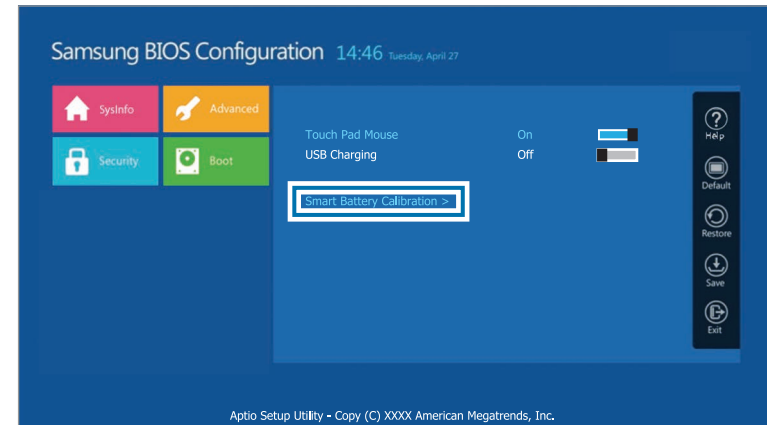 Samsung BIOS Configuration 14:46 Tuesday, April 27
SysInfo
Advanced
Security
Boot
Touch Pad Mouse On
USB Charging Off
Smart Battery Calibration >
Help
Default
Restore
Save
Exit
Aptio Setup Utility - Copy (C) XXXX American Megatrends, Inc.